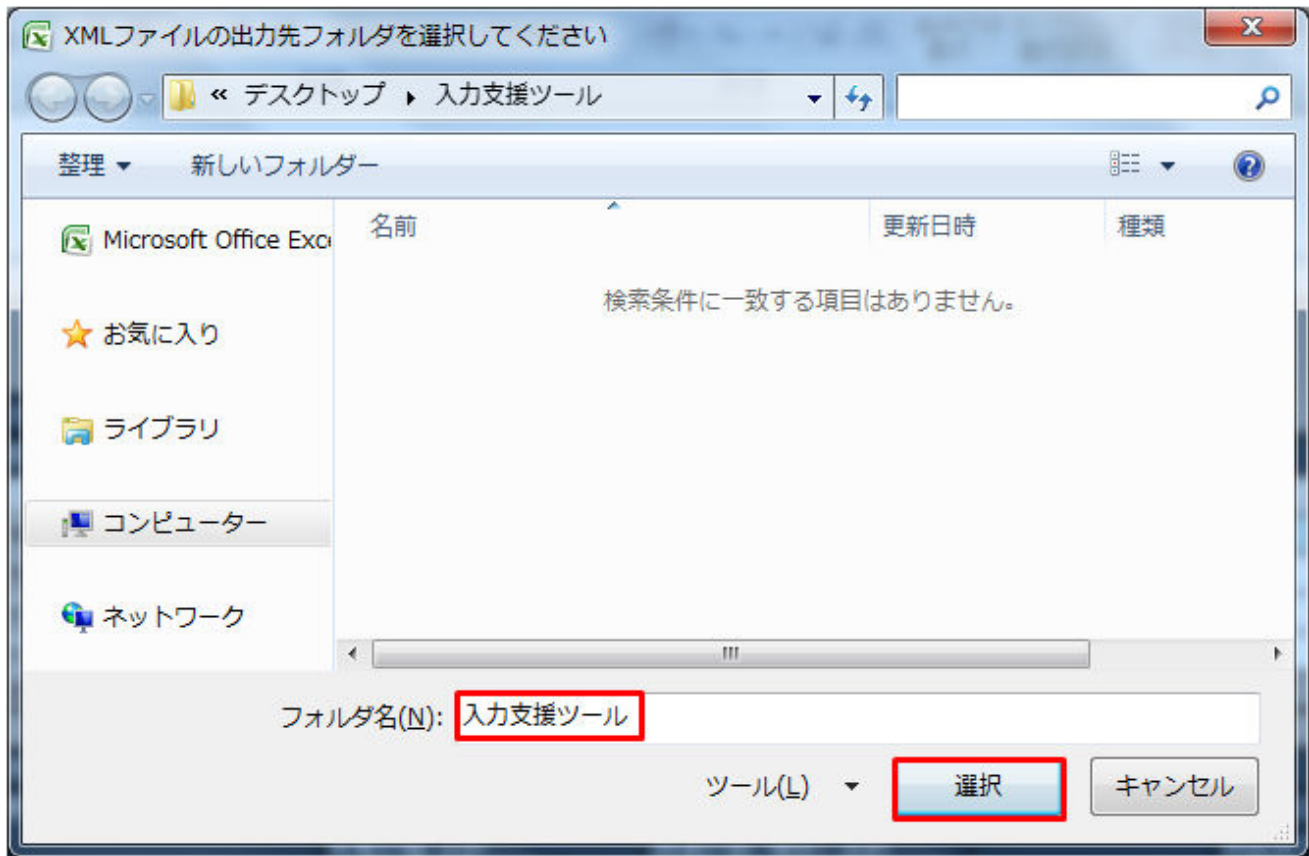 XMLファイルの出力先フォルダを選択してください
« デスクトップ ▸ 入力支援ツール
整理 新しいフォルダー
名前 更新日時 種類
Microsoft Office Exc
検索条件に一致する項目はありません。
お気に入り
ライブラリ
コンピューター
ネットワーク
フォルダ名(N): 入力支援ツール
ツール(L) 選択 キャンセル